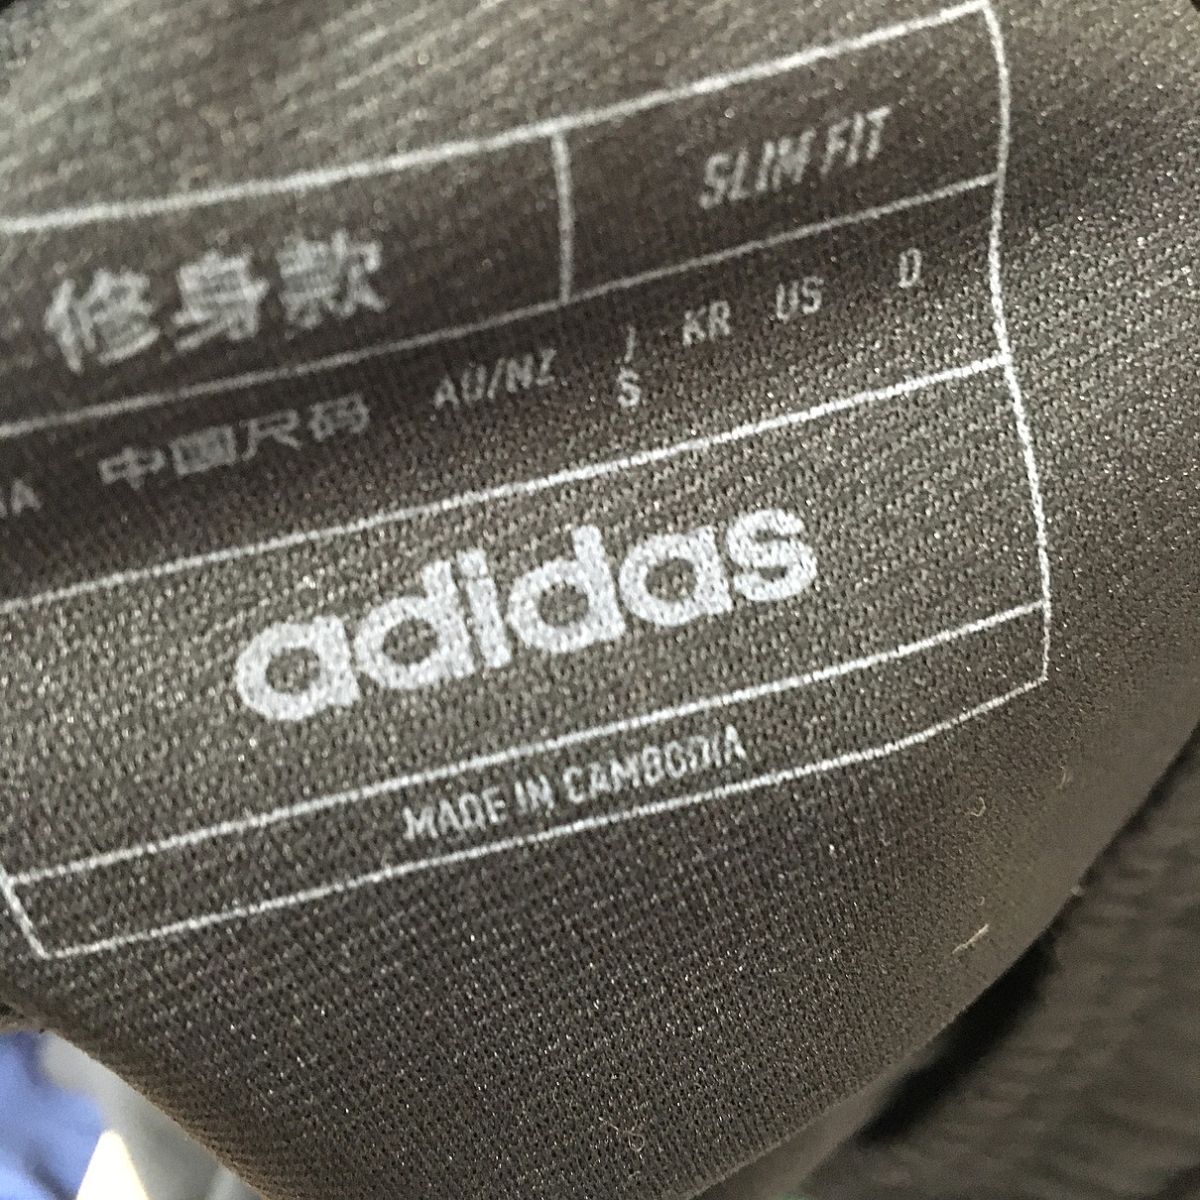 修身款 SLIM FIT
中国尺码 AU/NZ J KR US D
S
adidas
MADE IN CAMBODIA